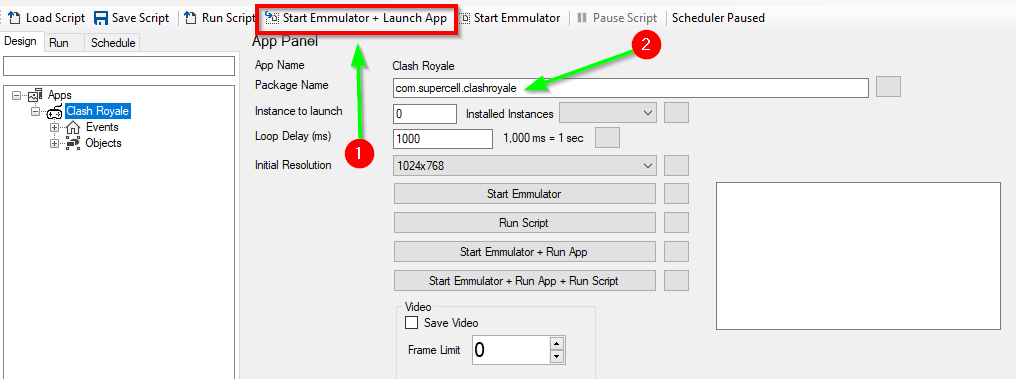 Load Script Save Script Run Script Start Emmulator + Launch App Start Emmulator Pause Script Scheduler Paused
Design Run Schedule
App Panel
2
App Name Clash Royale
Package Name com.supercell.clashroyale
Apps
Instance to launch 0 Installed Instances
Clash Royale
Events
Loop Delay (ms) 1000 1,000 ms = 1 sec
Objects
1
Initial Resolution 1024x768
Start Emmulator
Run Script
Start Emmulator + Run App
Start Emmulator + Run App + Run Script
Video
Save Video
Frame Limit 0